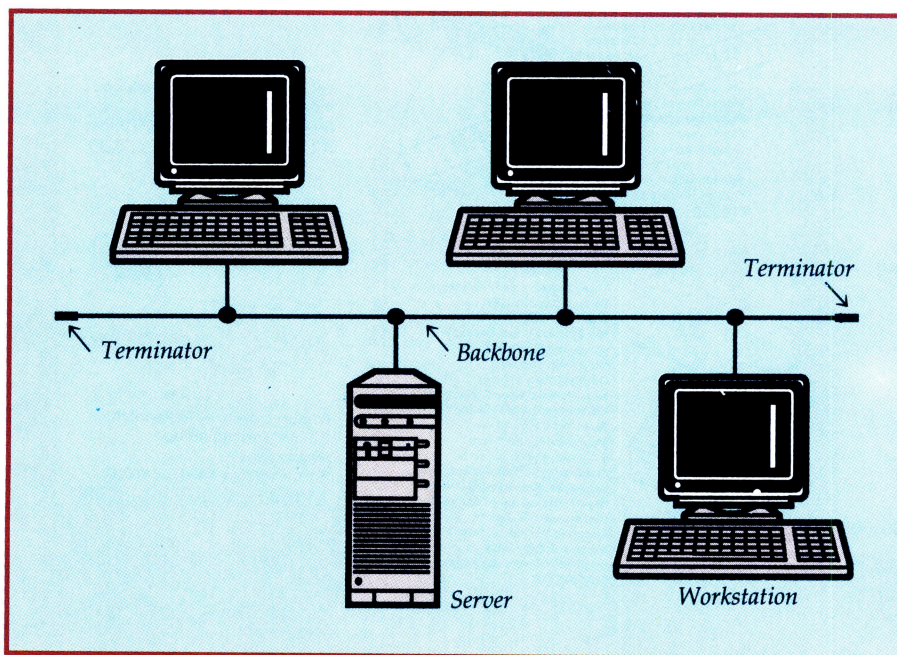 Terminator
Terminator
Backbone
Server
Workstation